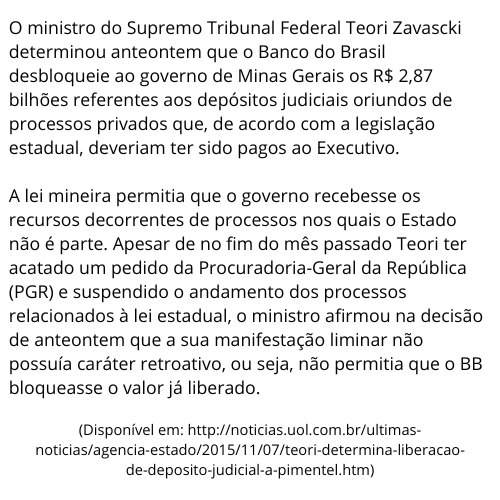 O ministro do Supremo Tribunal Federal Teori Zavascki
determinou anteontem que o Banco do Brasil
desbloqueie ao governo de Minas Gerais os R$ 2,87
bilhões referentes aos depósitos judiciais oriundos de
processos privados que, de acordo com a legislação
estadual, deveriam ter sido pagos ao Executivo.

A lei mineira permitia que o governo recebesse os
recursos decorrentes de processos nos quais o Estado
não é parte. Apesar de no fim do mês passado Teori ter
acatado um pedido da Procuradoria-Geral da República
(PGR) e suspendido o andamento dos processos
relacionados à lei estadual, o ministro afirmou na decisão
de anteontem que a sua manifestação liminar não
possuía caráter retroativo, ou seja, não permitia que o BB
bloqueasse o valor já liberado.

(Disponível em: http://noticias.uol.com.br/ultimas-
noticias/agencia-estado/2015/11/07/teori-determina-liberacao-
de-deposito-judicial-a-pimentel.htm)